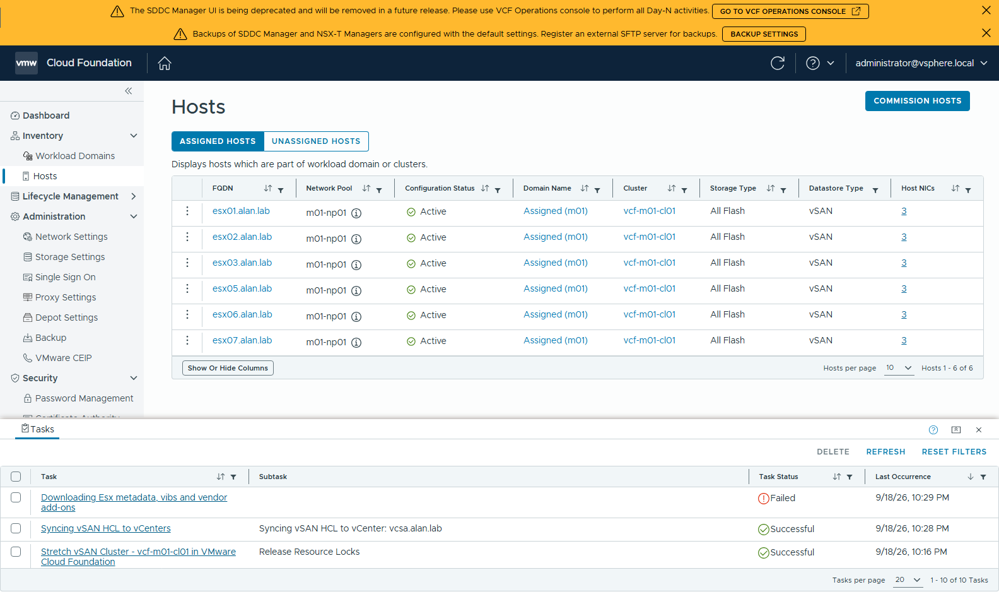 The SDDC Manager UI is being deprecated and will be removed in a future release. Please use VCF Operations console to perform all Day-N activities. GO TO VCF OPERATIONS CONSOLE
Backups of SDDC Manager and NSX-T Managers are configured with the default settings. Register an external SFTP server for backups. BACKUP SETTINGS
vmw Cloud Foundation administrator@vsphere.local
Dashboard
Inventory
Workload Domains
Hosts
Lifecycle Management
Administration
Network Settings
Storage Settings
Single Sign On
Proxy Settings
Depot Settings
Backup
VMware CEIP
Security
Password Management
Certificate Authority
Hosts
COMMISSION HOSTS
ASSIGNED HOSTS UNASSIGNED HOSTS
Displays hosts which are part of workload domain or clusters.
FQDN Network Pool Configuration Status Domain Name Cluster Storage Type Datastore Type Host NICs
esx01.alan.lab m01-np01 Active Assigned (m01) vcf-m01-cl01 All Flash vSAN 3
esx02.alan.lab m01-np01 Active Assigned (m01) vcf-m01-cl01 All Flash vSAN 3
esx03.alan.lab m01-np01 Active Assigned (m01) vcf-m01-cl01 All Flash vSAN 3
esx05.alan.lab m01-np01 Active Assigned (m01) vcf-m01-cl01 All Flash vSAN 3
esx06.alan.lab m01-np01 Active Assigned (m01) vcf-m01-cl01 All Flash vSAN 3
esx07.alan.lab m01-np01 Active Assigned (m01) vcf-m01-cl01 All Flash vSAN 3
Show Or Hide Columns Hosts per page 10 Hosts 1 - 6 of 6
Tasks
DELETE REFRESH RESET FILTERS
Task Subtask Task Status Last Occurrence
Downloading Esx metadata, vibs and vendor Failed 9/18/26, 10:29 PM
add-ons
Syncing vSAN HCL to vCenters Syncing vSAN HCL to vCenter: vcsa.alan.lab Successful 9/18/26, 10:28 PM
Stretch vSAN Cluster - vcf-m01-cl01 in VMware Release Resource Locks Successful 9/18/26, 10:16 PM
Cloud Foundation
Tasks per page 20 1 - 10 of 10 Tasks